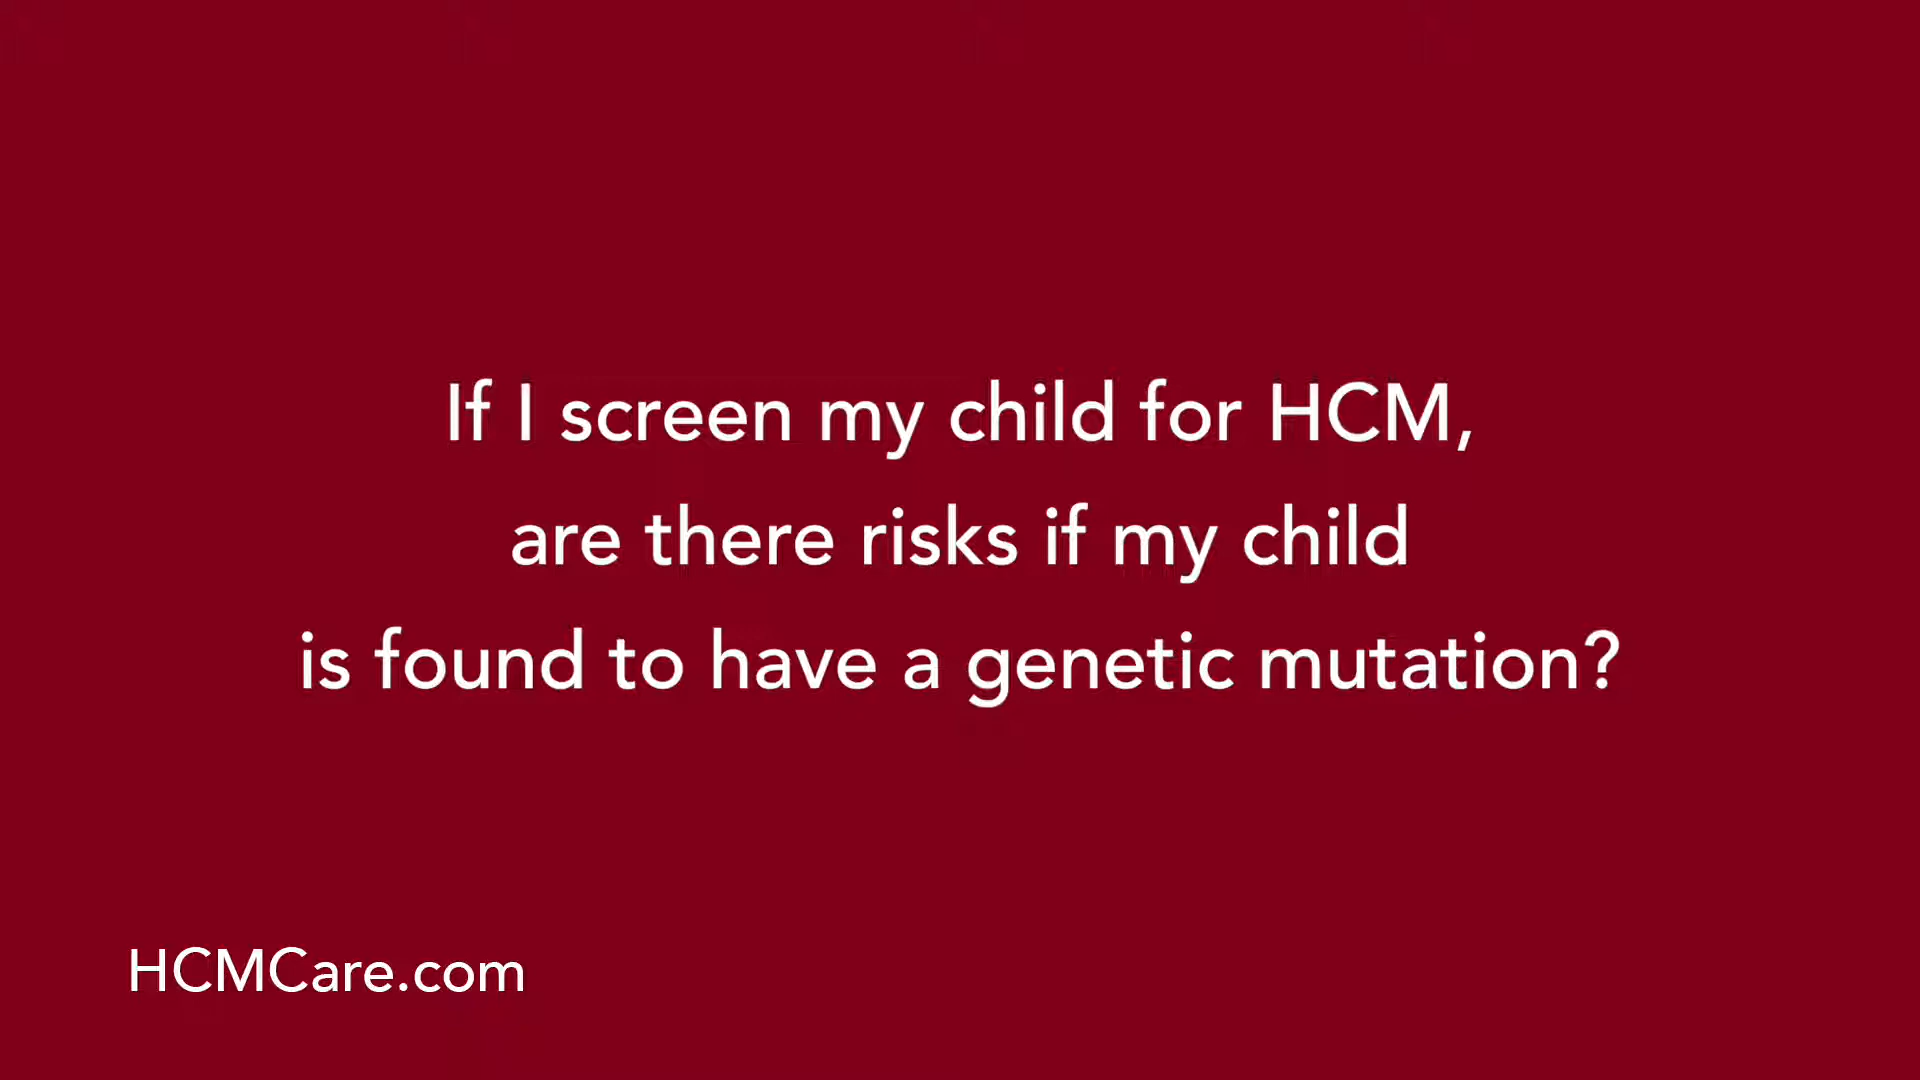 If I screen my child for HCM,
are there risks if my child
is found to have a genetic mutation?
HCMCare.com